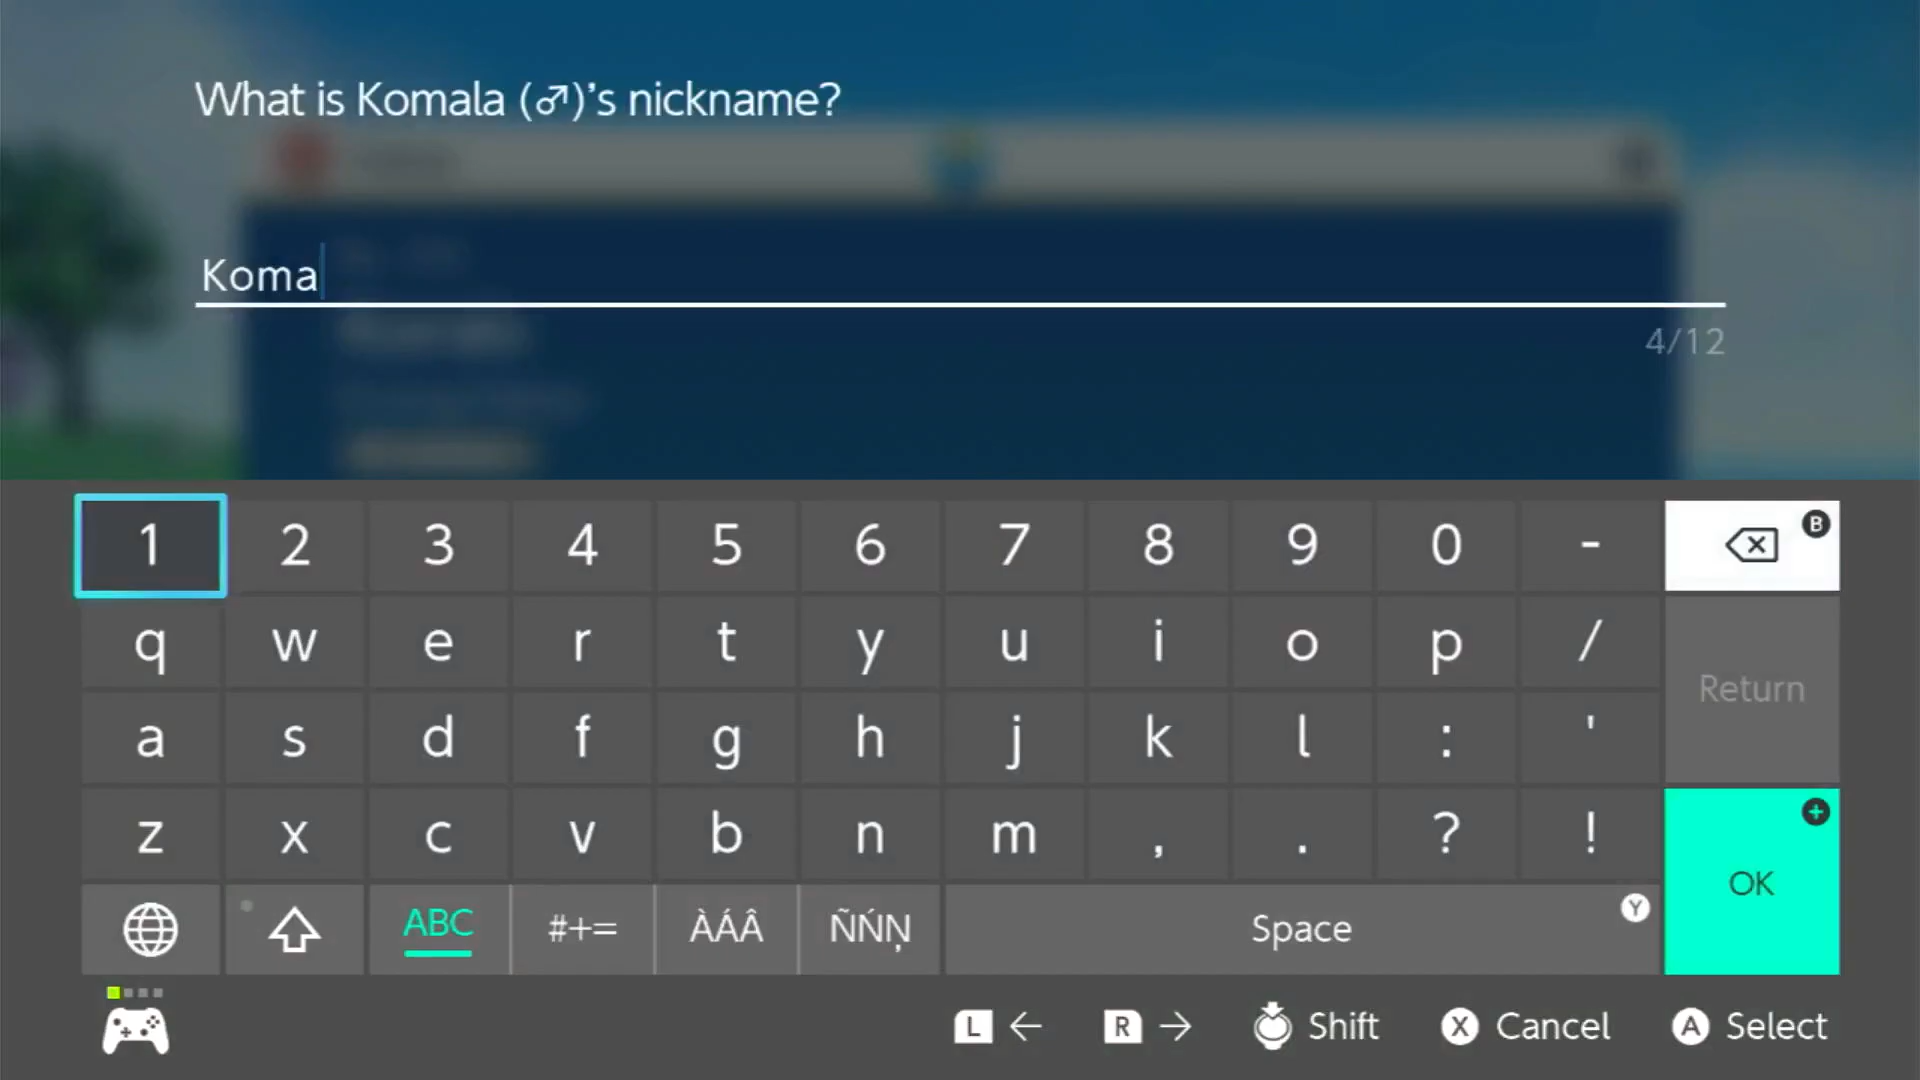 What is Komala (♂)’s nickname?
Koma
4/12
1 2 3 4 5 6 7 8 9 0 - B
q w e r t y u i o p /
Return
a s d f g h j k l : '
z x c v b n m , . ? ! +
OK
ABC #+= ÀÁÂ ÑŃŅ Space Y
L ← R → Shift X Cancel A Select